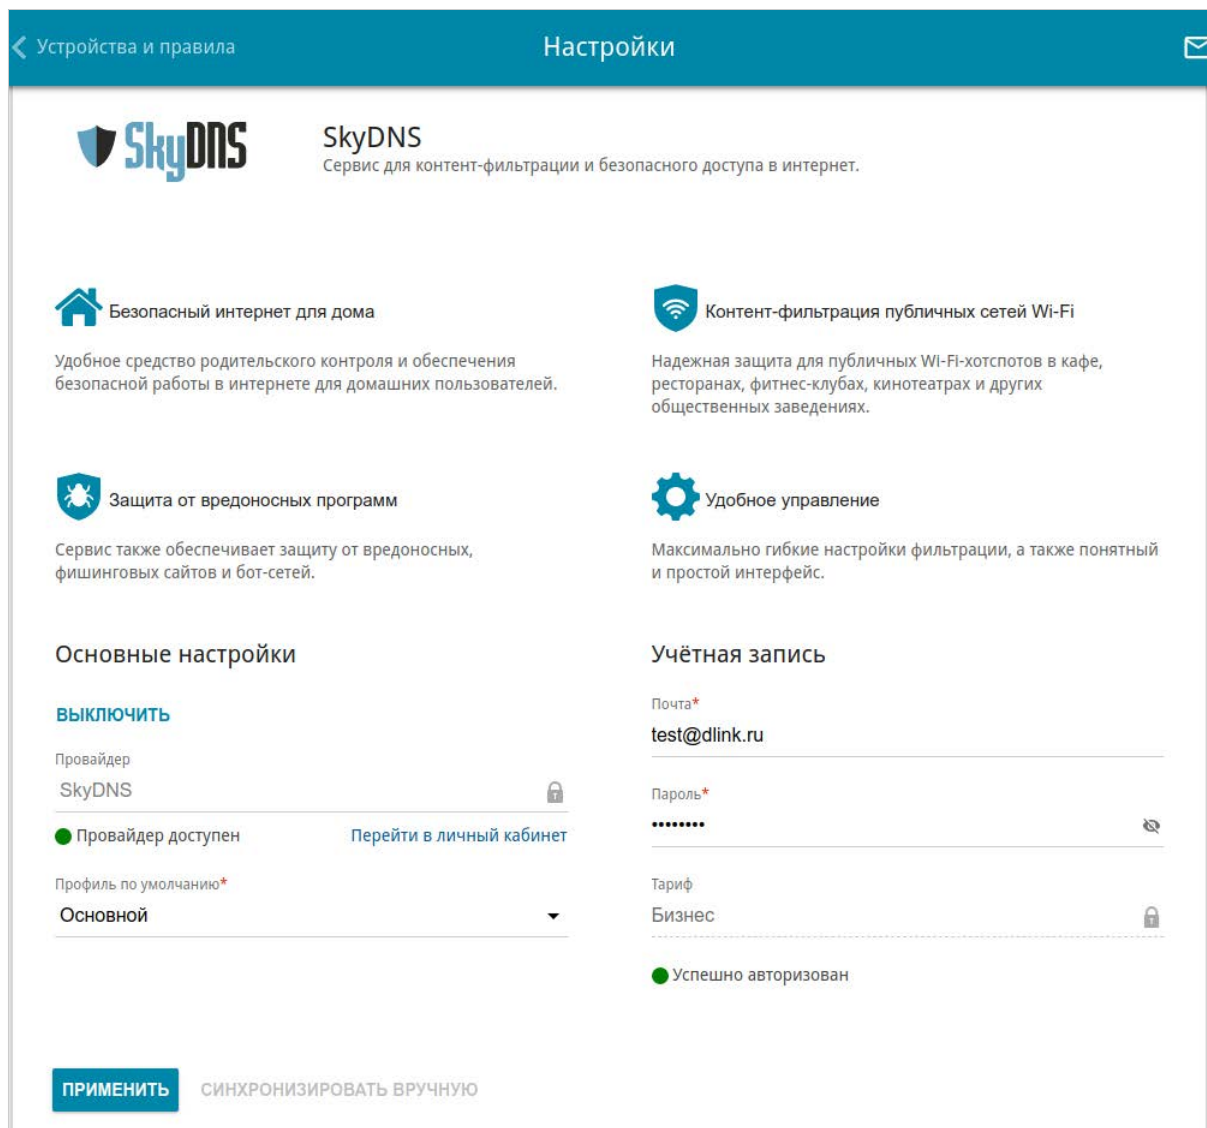 Устройства и правила
Настройки
SkyDNS
SkyDNS
Сервис для контент-фильтрации и безопасного доступа в интернет.
Безопасный интернет для дома
Удобное средство родительского контроля и обеспечения
безопасной работы в интернете для домашних пользователей.
Контент-фильтрация публичных сетей Wi-Fi
Надежная защита для публичных Wi-Fi-хотспотов в кафе,
ресторанах, фитнес-клубах, кинотеатрах и других
общественных заведениях.
Защита от вредоносных программ
Сервис также обеспечивает защиту от вредоносных,
фишинговых сайтов и бот-сетей.
Удобное управление
Максимально гибкие настройки фильтрации, а также понятный
и простой интерфейс.
Основные настройки
ВЫКЛЮЧИТЬ
Провайдер
SkyDNS
Провайдер доступен
Перейти в личный кабинет
Профиль по умолчанию*
Основной
Учётная запись
Почта*
test@dlink.ru
Пароль*
••••••••
Тариф
Бизнес
Успешно авторизован
ПРИМЕНИТЬ
СИНХРОНИЗИРОВАТЬ ВРУЧНУЮ